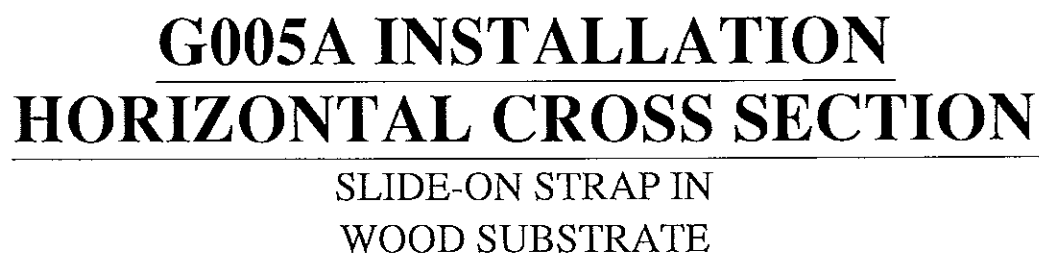 G005A INSTALLATION
HORIZONTAL CROSS SECTION
SLIDE-ON STRAP IN
WOOD SUBSTRATE